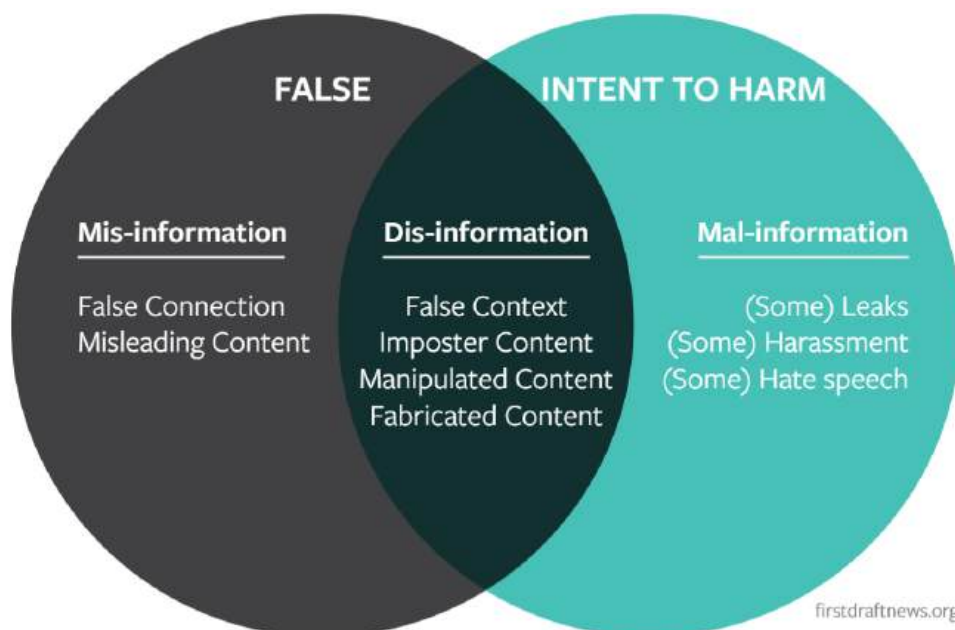 FALSE
INTENT TO HARM
Mis-information
False Connection
Misleading Content
Dis-information
False Context
Imposter Content
Manipulated Content
Fabricated Content
Mal-information
(Some) Leaks
(Some) Harassment
(Some) Hate speech
firstdraftnews.org